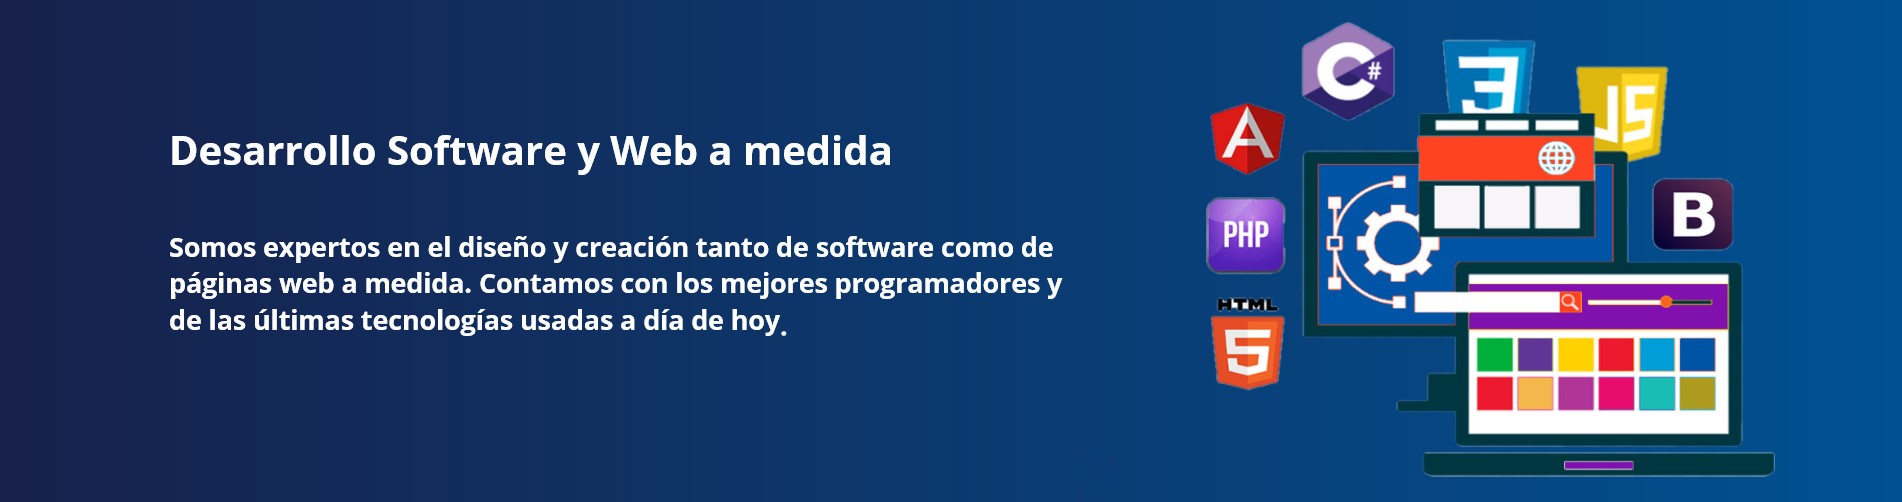 Desarrollo Software y Web a medida
Somos expertos en el diseño y creación tanto de software como de
páginas web a medida. Contamos con los mejores programadores y
de las últimas tecnologías usadas a día de hoy.
C#
3
JS
A
B
PHP
HTML
5